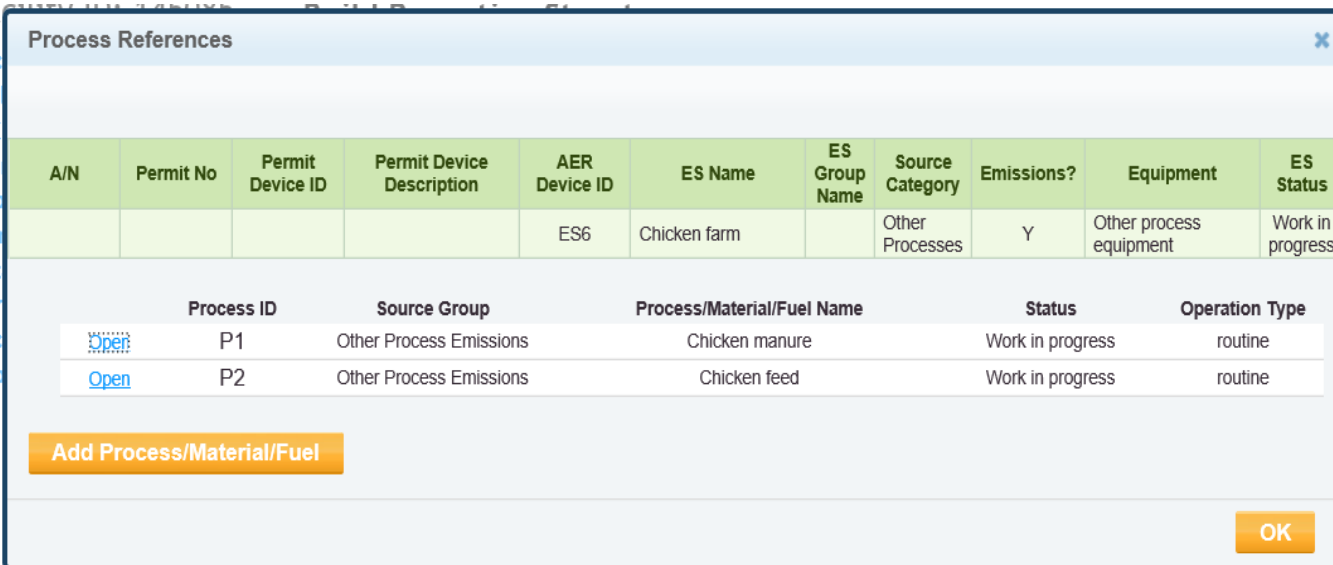 Process References
A/N Permit No Permit Device ID Permit Device Description AER Device ID ES Name ES Group Name Source Category Emissions? Equipment ES Status
ES6 Chicken farm Other Processes Y Other process equipment Work in progress
Process ID Source Group Process/Material/Fuel Name Status Operation Type
Open P1 Other Process Emissions Chicken manure Work in progress routine
Open P2 Other Process Emissions Chicken feed Work in progress routine
Add Process/Material/Fuel
OK